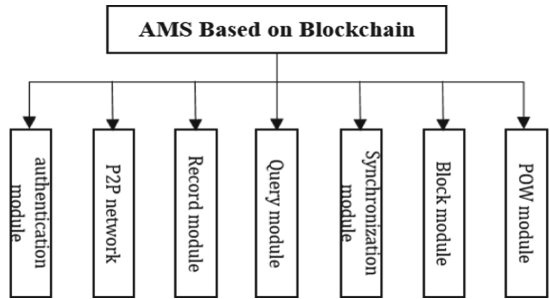 AMS Based on Blockchain
authentication
module
P2P network
Record module
Query module
Synchronization
module
Block module
POW module